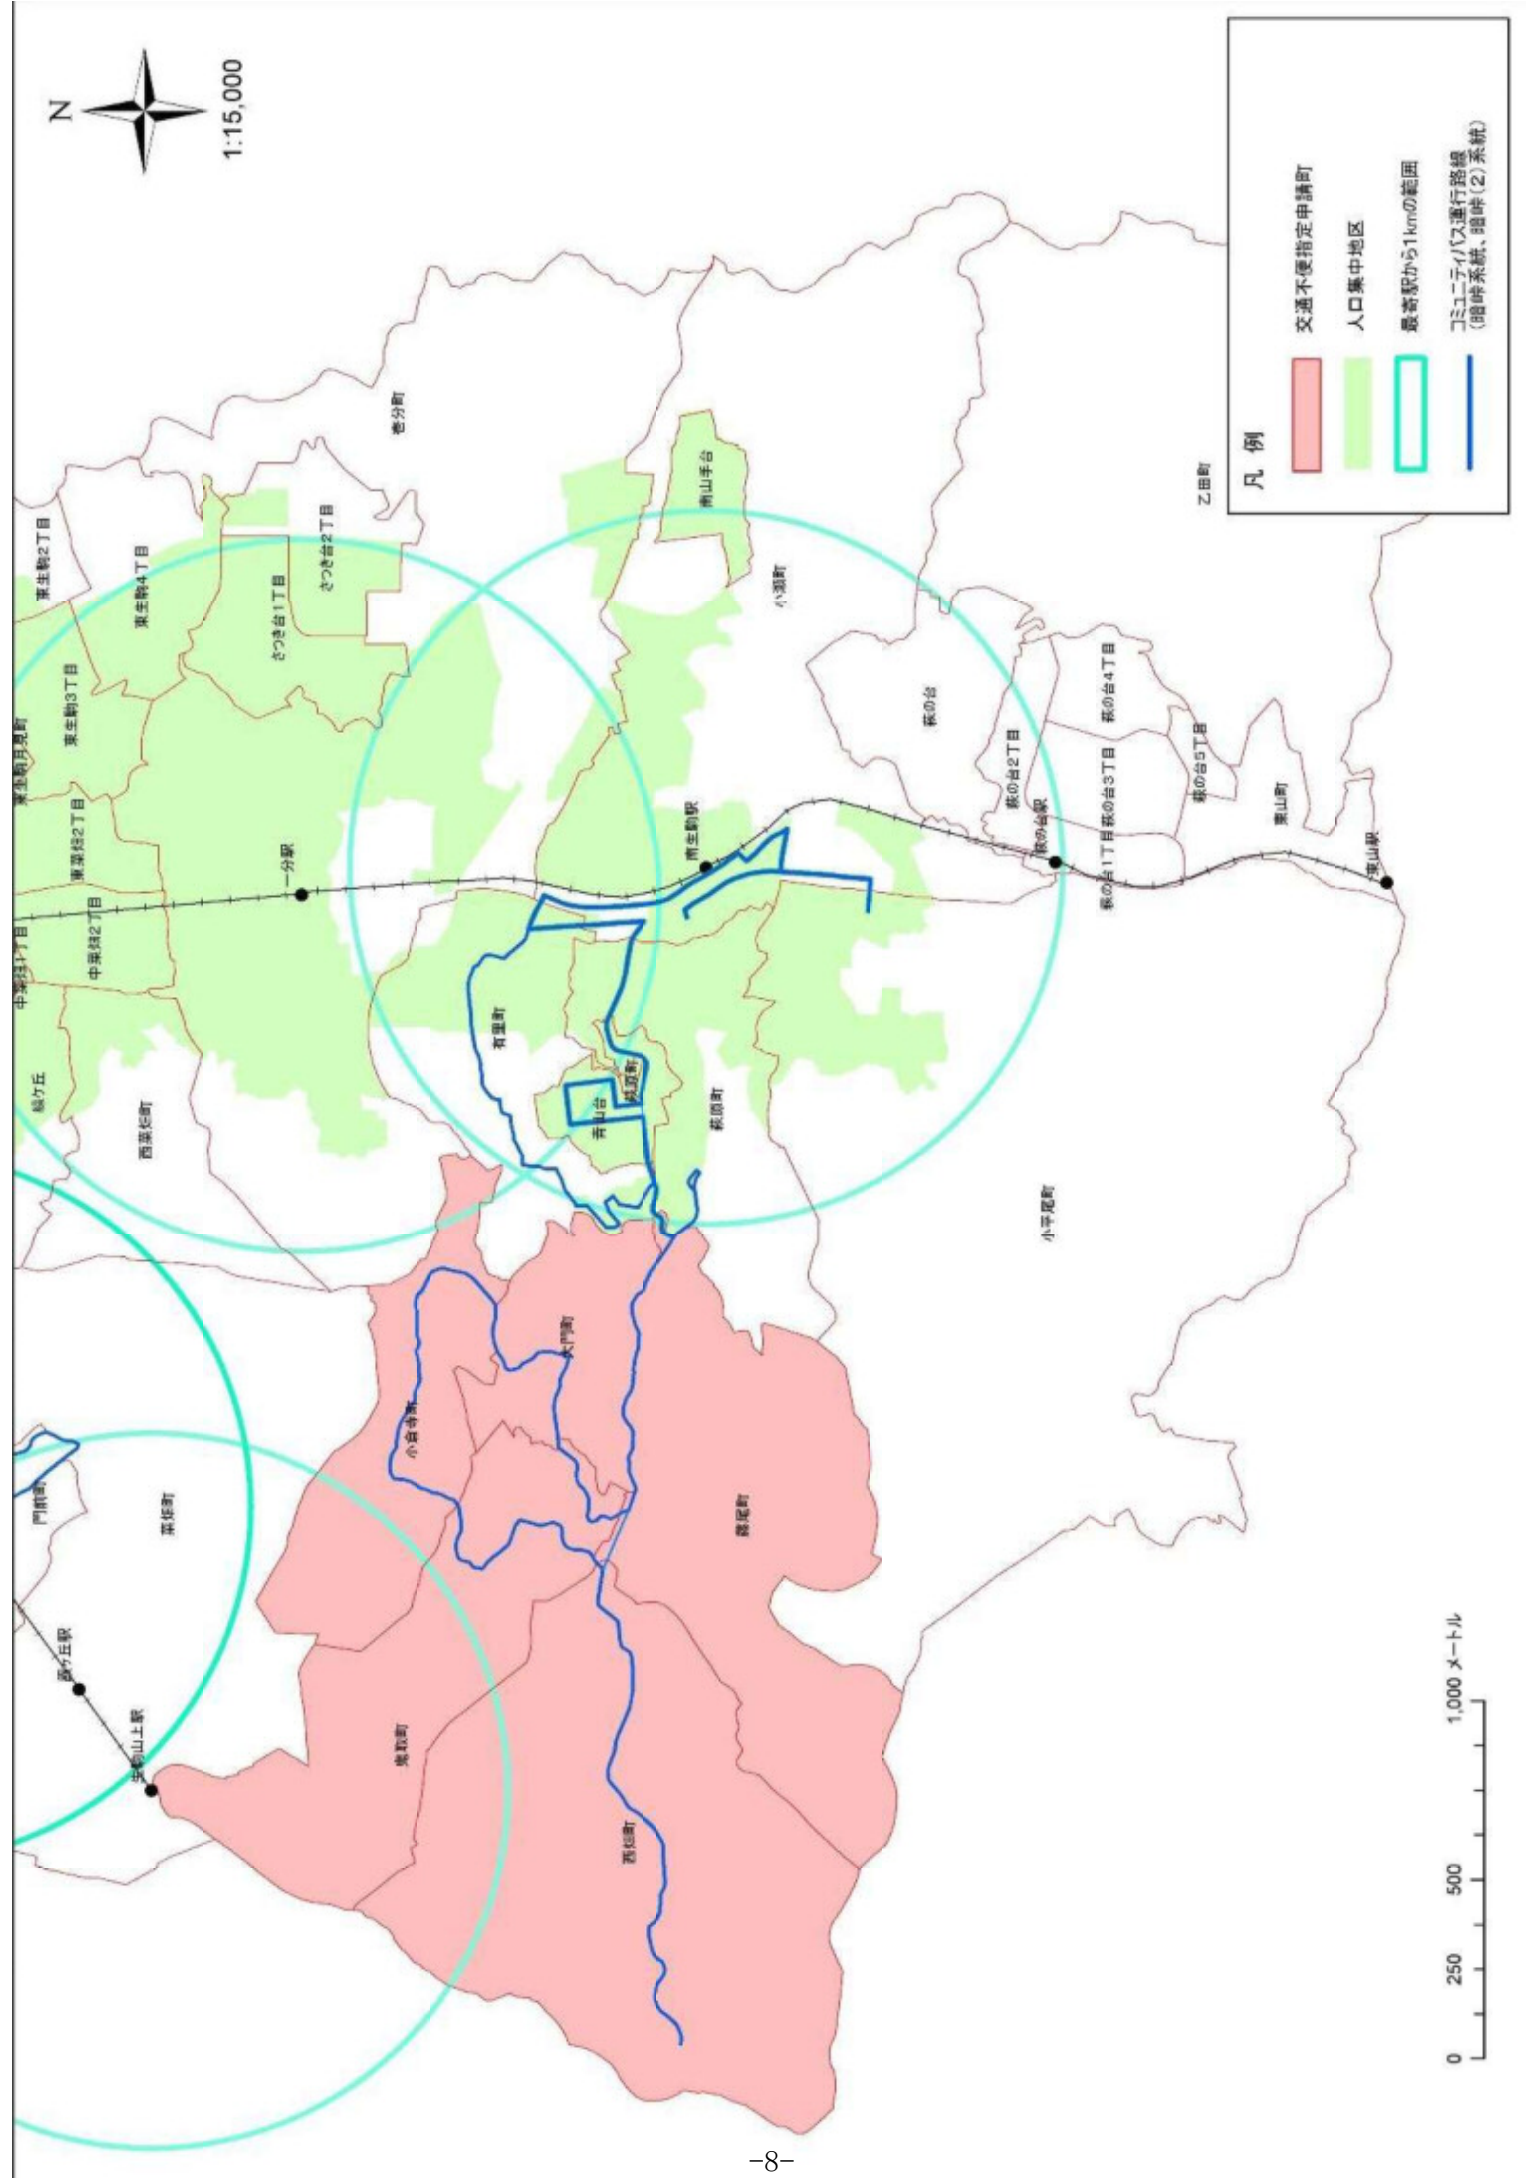 N
1:15,000
東生駒2丁目
東生駒4丁目
東生駒3丁目
東生駒月見町
さつき台1丁目
さつき台2丁目
壱分町
東菜畑2丁目
中菜畑1丁目
中菜畑2丁目
一分駅
緑ケ丘
西菜畑町
門前町
菜畑町
霞ケ丘駅
生駒山上駅
有里町
青山台
萩原町
萩原町
南生駒駅
南山手台
小瀬町
乙田町
萩の台
萩の台2丁目
萩の台駅
萩の台1丁目
萩の台3丁目
萩の台4丁目
萩の台5丁目
東山町
東山駅
小平尾町
小倉寺町
大門町
鬼取町
西畑町
藤尾町
凡 例
交通不便指定申請町
人口集中地区
最寄駅から1kmの範囲
コミュニティバス運行路線
(暗峠系統、暗峠(2)系統)
0 250 500 1,000 メートル
-8-